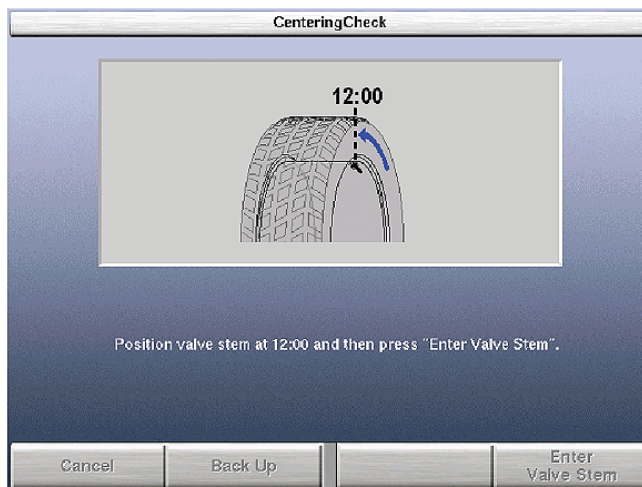 CenteringCheck
12:00
Position valve stem at 12:00 and then press "Enter Valve Stem".
Cancel
Back Up
Enter
Valve Stem